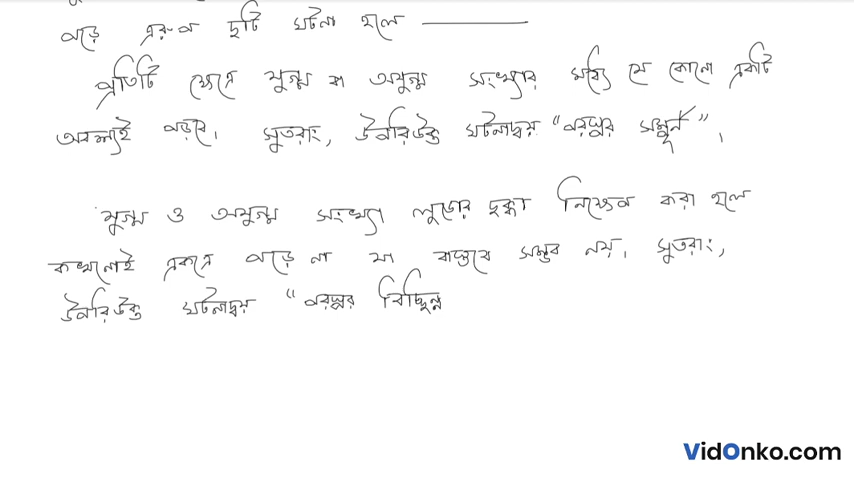 পড়ে এরূপ দুটি ঘটনা হলে
প্রতিটি ক্ষেত্রে যুগ্ম বা অযুগ্ম সংখ্যার মধ্যে যে কোনো একটি
অবশ্যই পড়বে। সুতরাং, উপরিউক্ত ঘটনাদ্বয় "পরস্পর সম্পূর্ন"।
যুগ্ম ও অযুগ্ম সংখ্যা লুডোর ছক্কা নিক্ষেপ করা হলে
কখনোই একত্রে পড়ে না যা বাস্তবে সম্ভব নয়। সুতরাং,
উপরিউক্ত ঘটনাদ্বয় "পরস্পর বিচ্ছিন্ন
VidOnko.com